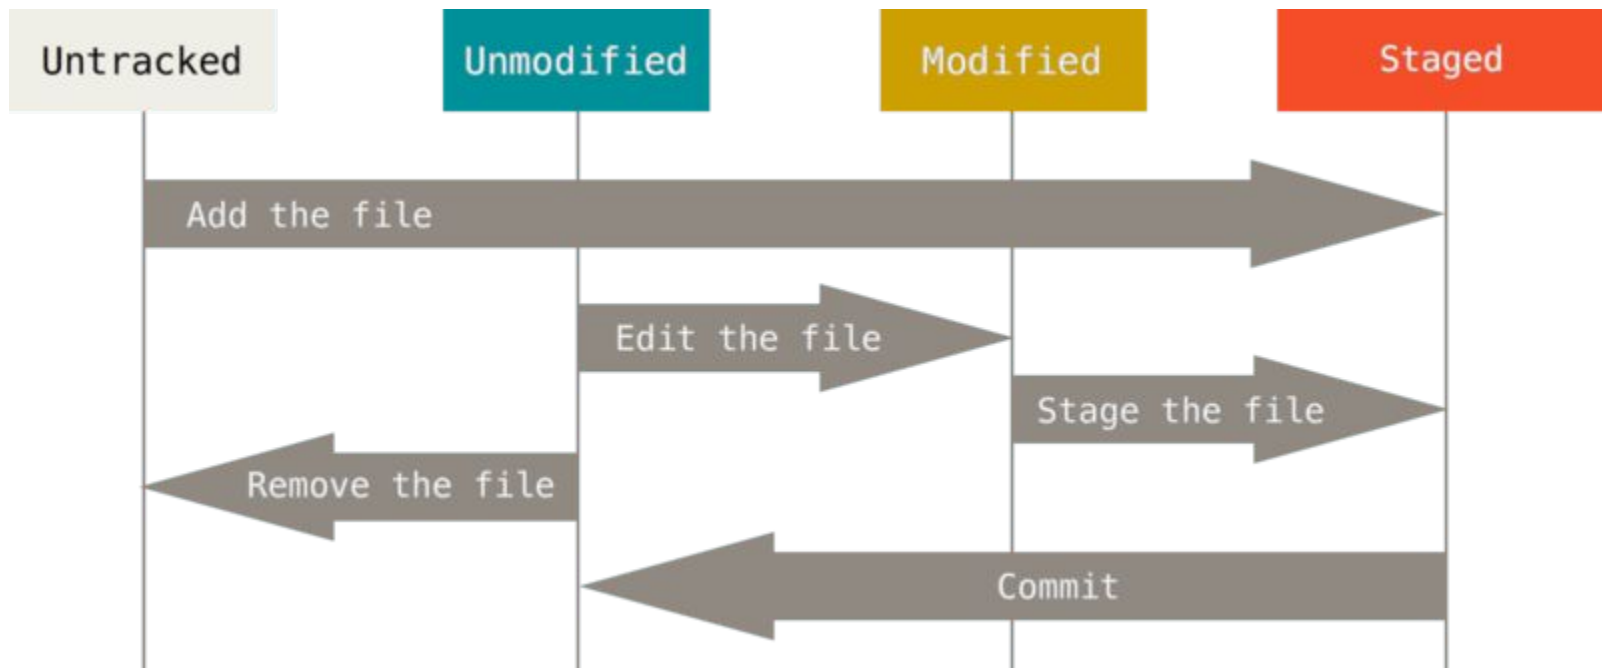 Untracked
Unmodified
Modified
Staged
Add the file
Edit the file
Stage the file
Remove the file
Commit